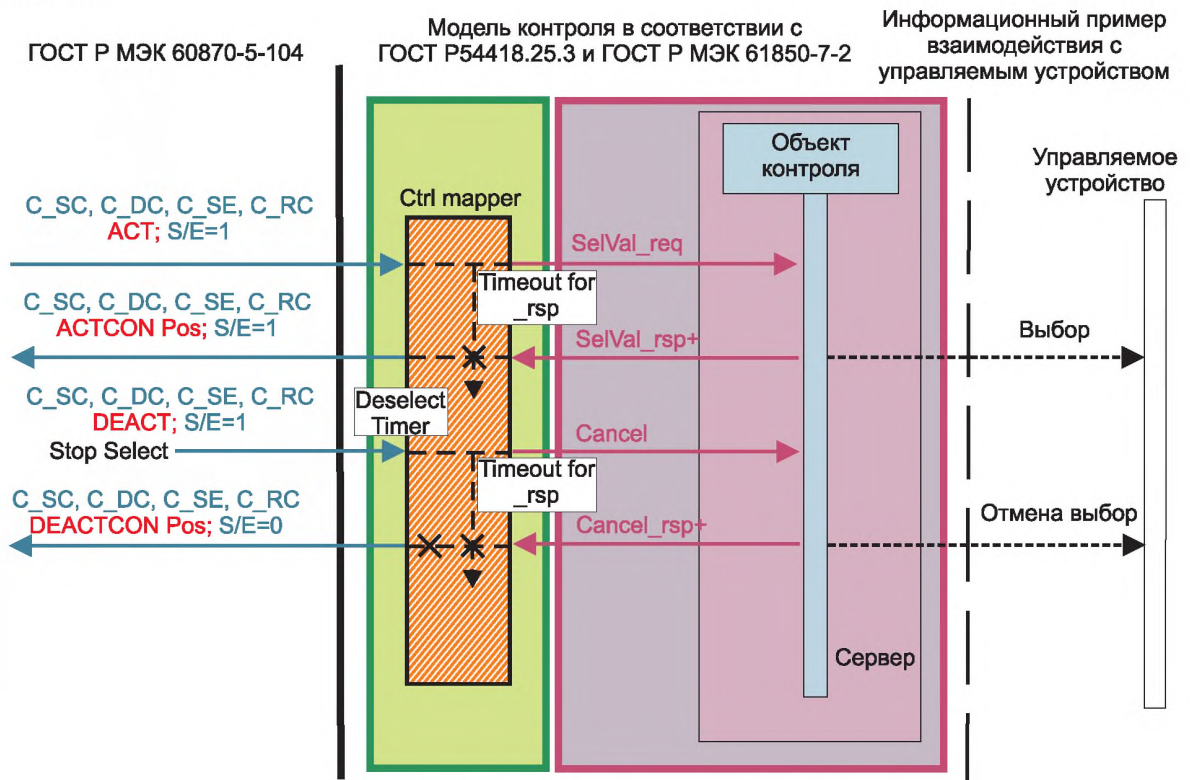 ГОСТ Р МЭК 60870-5-104
Модель контроля в соответствии с
ГОСТ Р54418.25.3 и ГОСТ Р МЭК 61850-7-2
Информационный пример
взаимодействия с
управляемым устройством
Объект
контроля
Управляемое
устройство
Ctrl mapper
C_SC, C_DC, C_SE, C_RC
ACT; S/E=1
SelVal_req
Timeout for
_rsp
C_SC, C_DC, C_SE, C_RC
ACTCON Pos; S/E=1
SelVal_rsp+
Выбор
C_SC, C_DC, C_SE, C_RC
DEACT; S/E=1
Stop Select
Deselect
Timer
Cancel
Timeout for
_rsp
C_SC, C_DC, C_SE, C_RC
DEACTCON Pos; S/E=0
Cancel_rsp+
Отмена выбор
Сервер